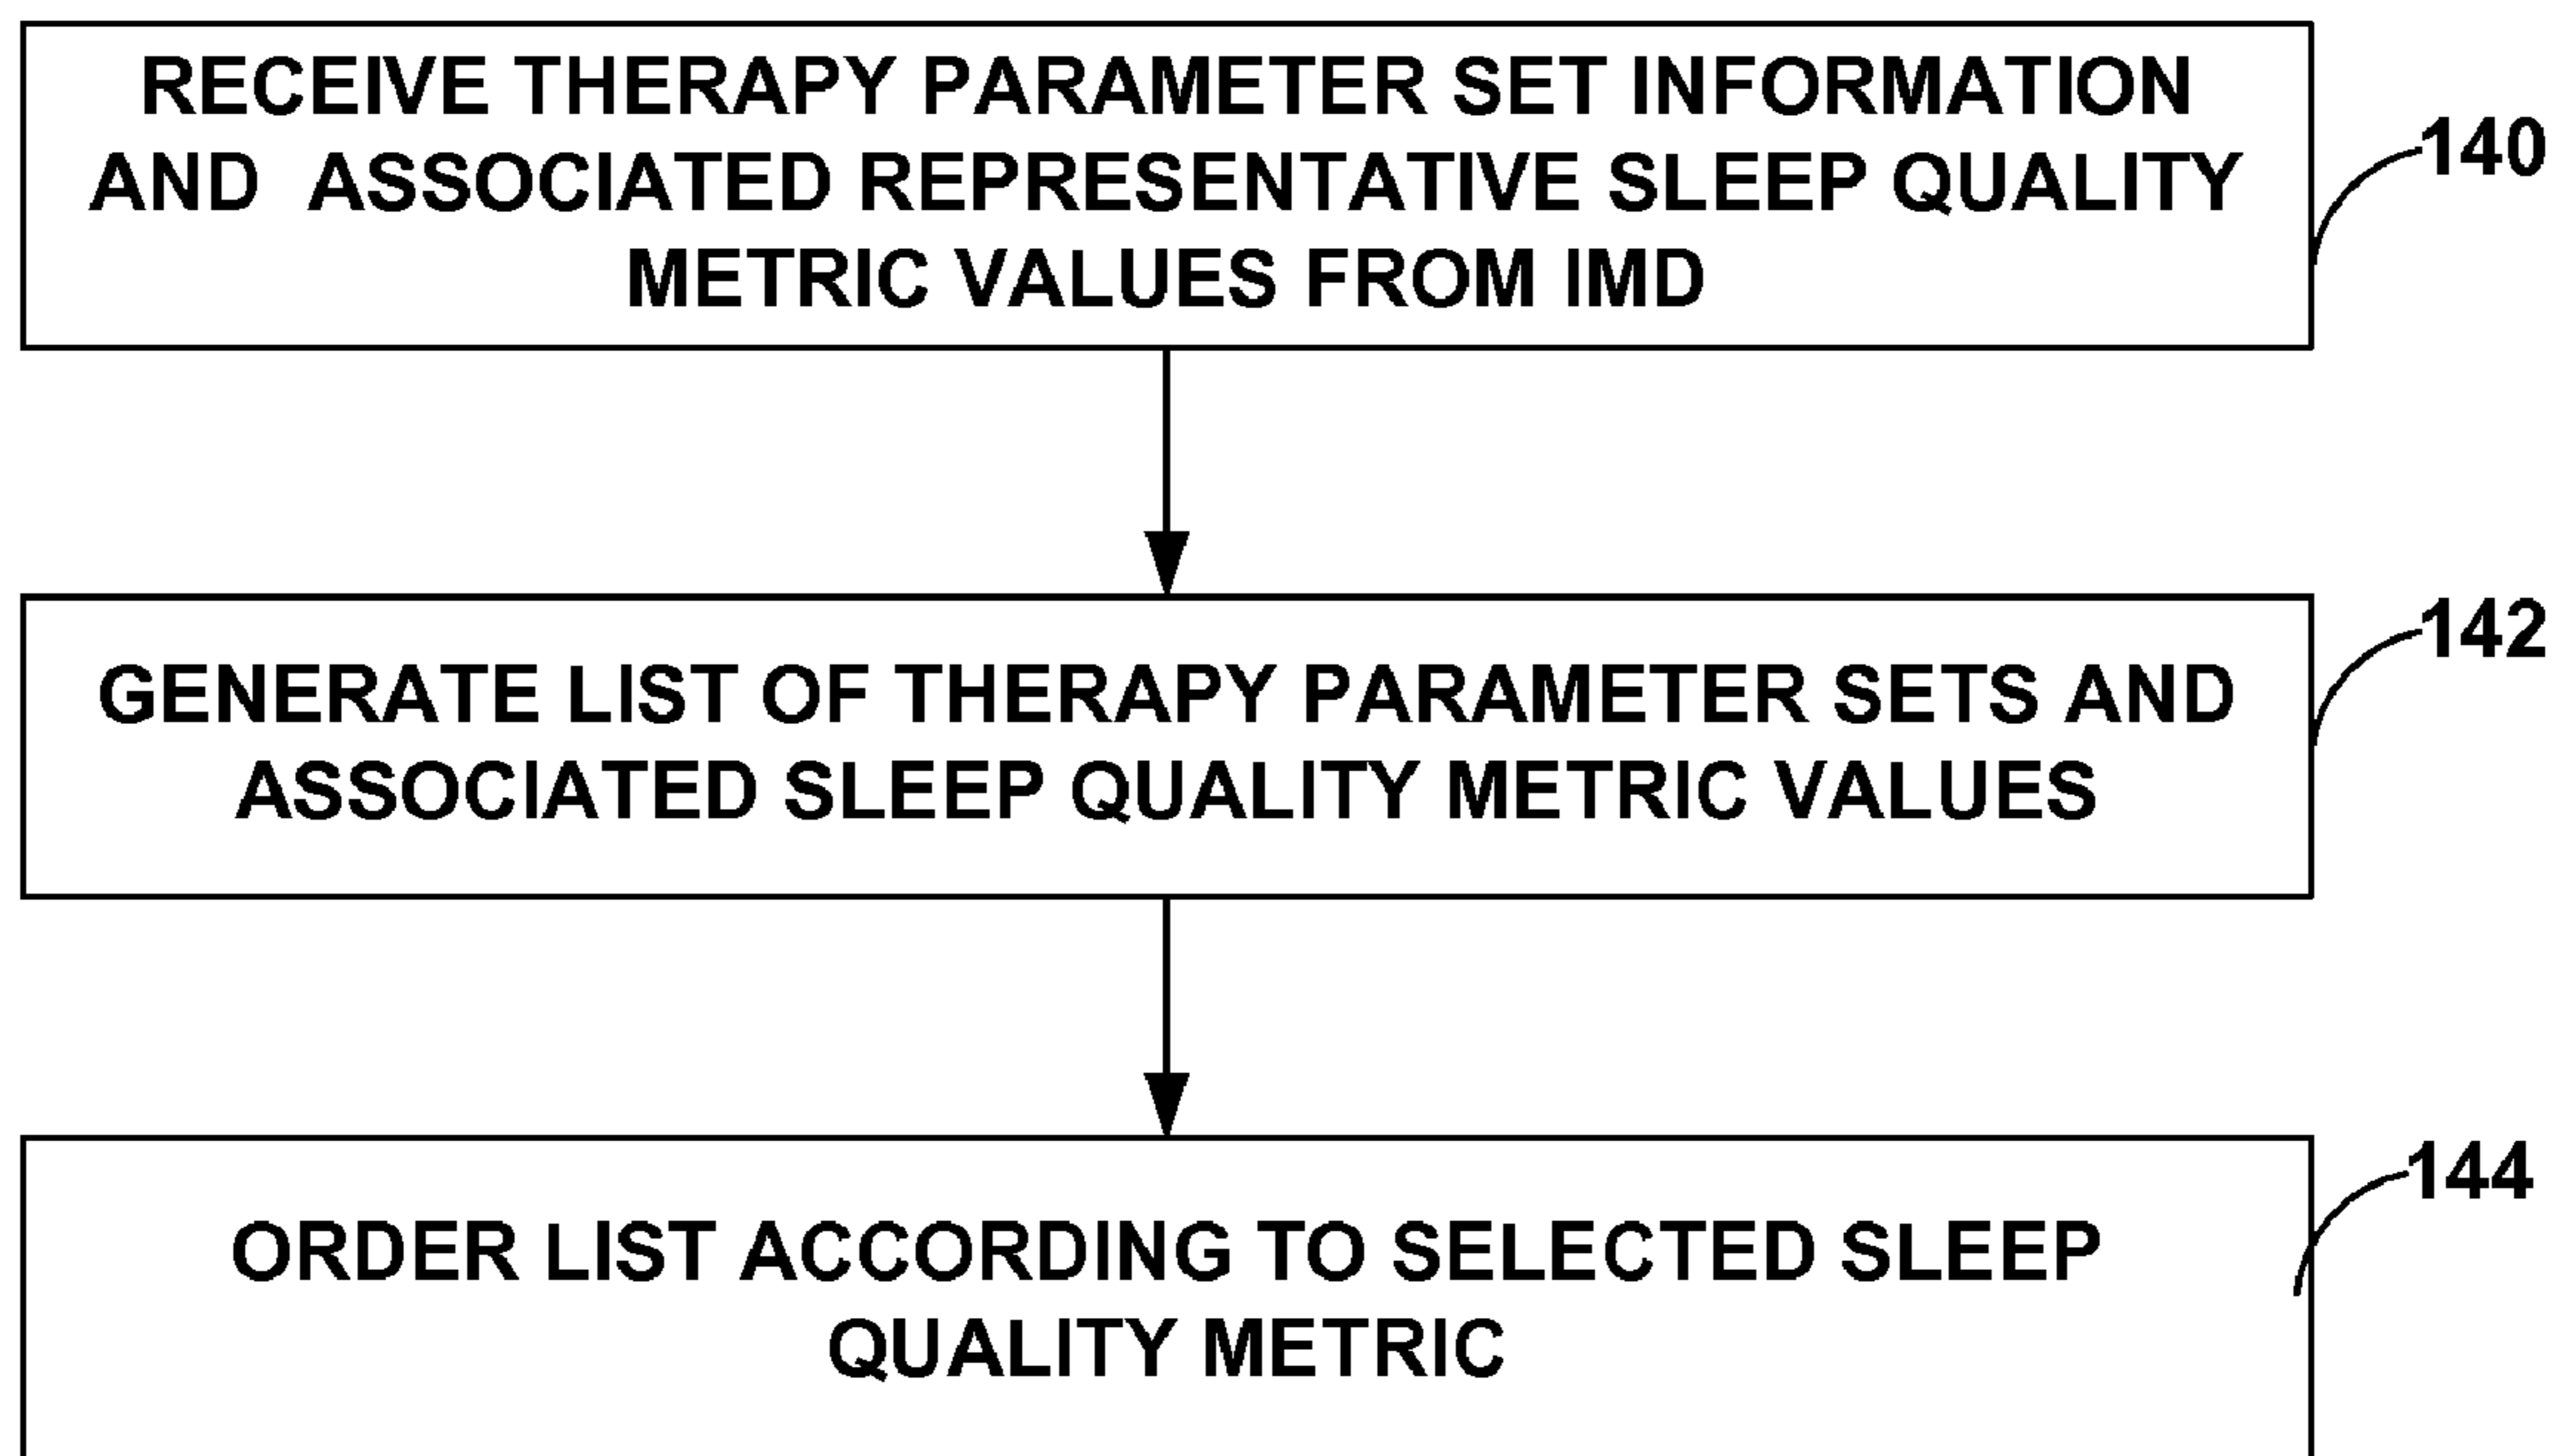 RECEIVE THERAPY PARAMETER SET INFORMATION
AND ASSOCIATED REPRESENTATIVE SLEEP QUALITY
METRIC VALUES FROM IMD
140
GENERATE LIST OF THERAPY PARAMETER SETS AND
ASSOCIATED SLEEP QUALITY METRIC VALUES
142
ORDER LIST ACCORDING TO SELECTED SLEEP
QUALITY METRIC
144